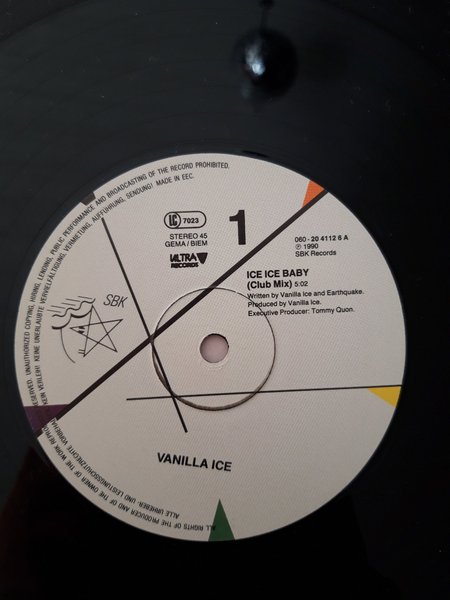 RESERVED. UNAUTHORIZED COPYING, HIRING, LENDING, PUBLIC PERFORMANCE AND BROADCASTING OF THE RECORD PROHIBITED.
KEIN VERLEIH! KEINE UNERLAUBTE VERVIELFÄLTIGUNG, VERMIETUNG, AUFFÜHRUNG, SENDUNG! MADE IN EEC.
LC 7023
STEREO 45
GEMA / BIEM
ULTRA
RECORDS
1
060 - 20 4112 6 A
℗ 1990
SBK Records
ICE ICE BABY
(Club Mix) 5:02
Written by Vanilla Ice and Earthquake.
Produced by Vanilla Ice.
Executive Producer: Tommy Quon.
SBK
VANILLA ICE
ALL RIGHTS OF THE PRODUCER AND OF THE OWNER OF THE WORK
ALLE URHEBER- UND LEISTUNGSSCHUTZRECHTE